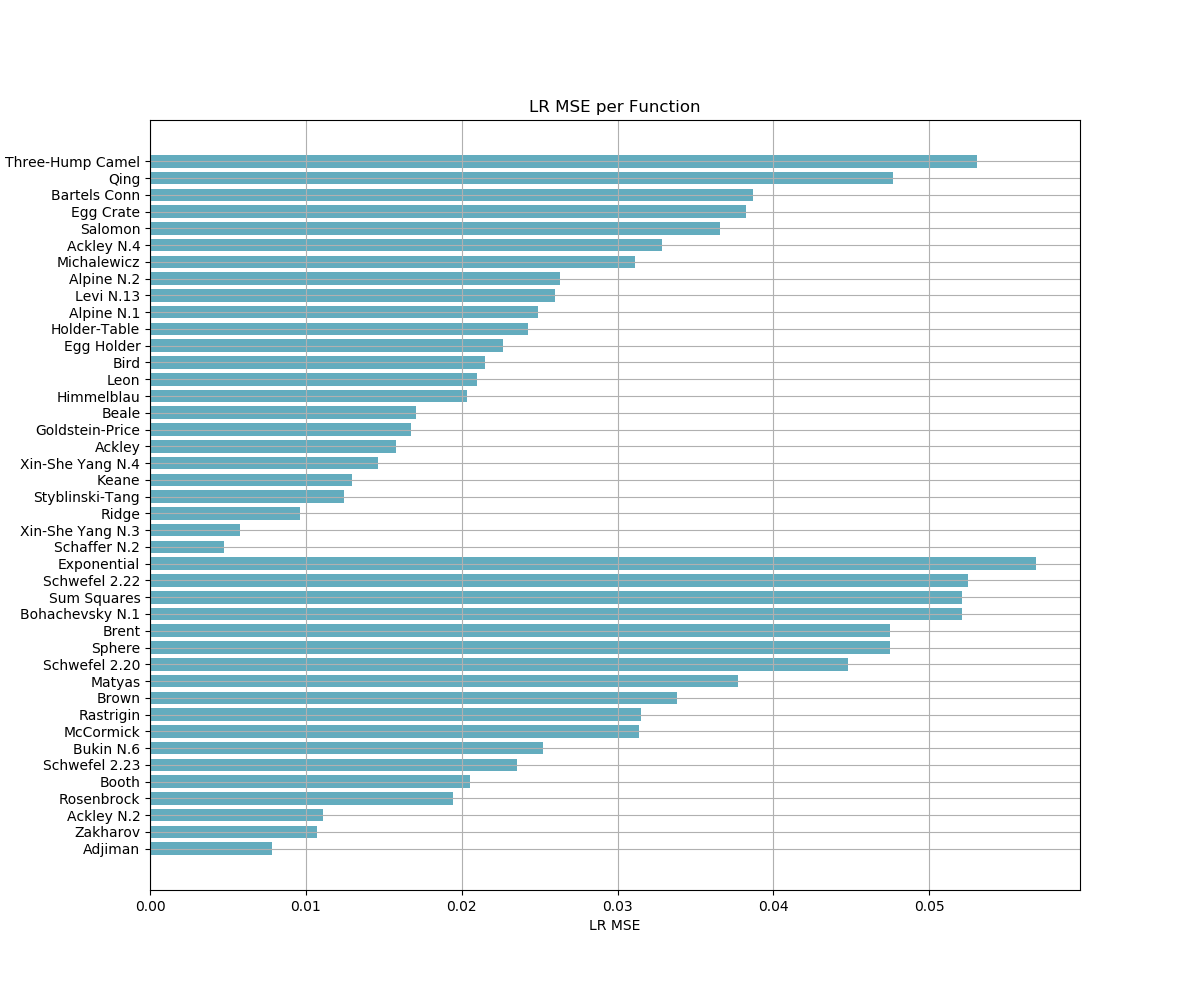 LR MSE per Function
Three-Hump Camel
Qing
Bartels Conn
Egg Crate
Salomon
Ackley N.4
Michalewicz
Alpine N.2
Levi N.13
Alpine N.1
Holder-Table
Egg Holder
Bird
Leon
Himmelblau
Beale
Goldstein-Price
Ackley
Xin-She Yang N.4
Keane
Styblinski-Tang
Ridge
Xin-She Yang N.3
Schaffer N.2
Exponential
Schwefel 2.22
Sum Squares
Bohachevsky N.1
Brent
Sphere
Schwefel 2.20
Matyas
Brown
Rastrigin
McCormick
Bukin N.6
Schwefel 2.23
Booth
Rosenbrock
Ackley N.2
Zakharov
Adjiman
0.00 0.01 0.02 0.03 0.04 0.05
LR MSE